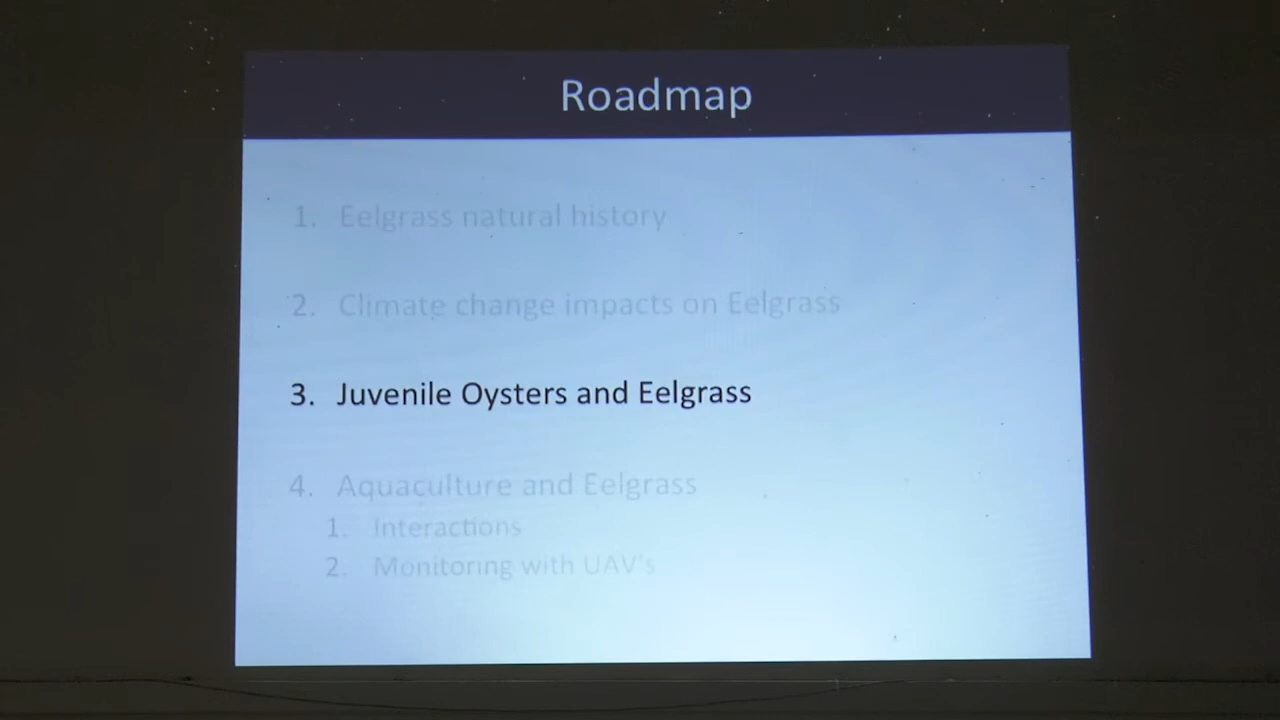 Roadmap
1. Eelgrass natural history
2. Climate change impacts on Eelgrass
3. Juvenile Oysters and Eelgrass
4. Aquaculture and Eelgrass
1. Interactions
2. Monitoring with UAV's